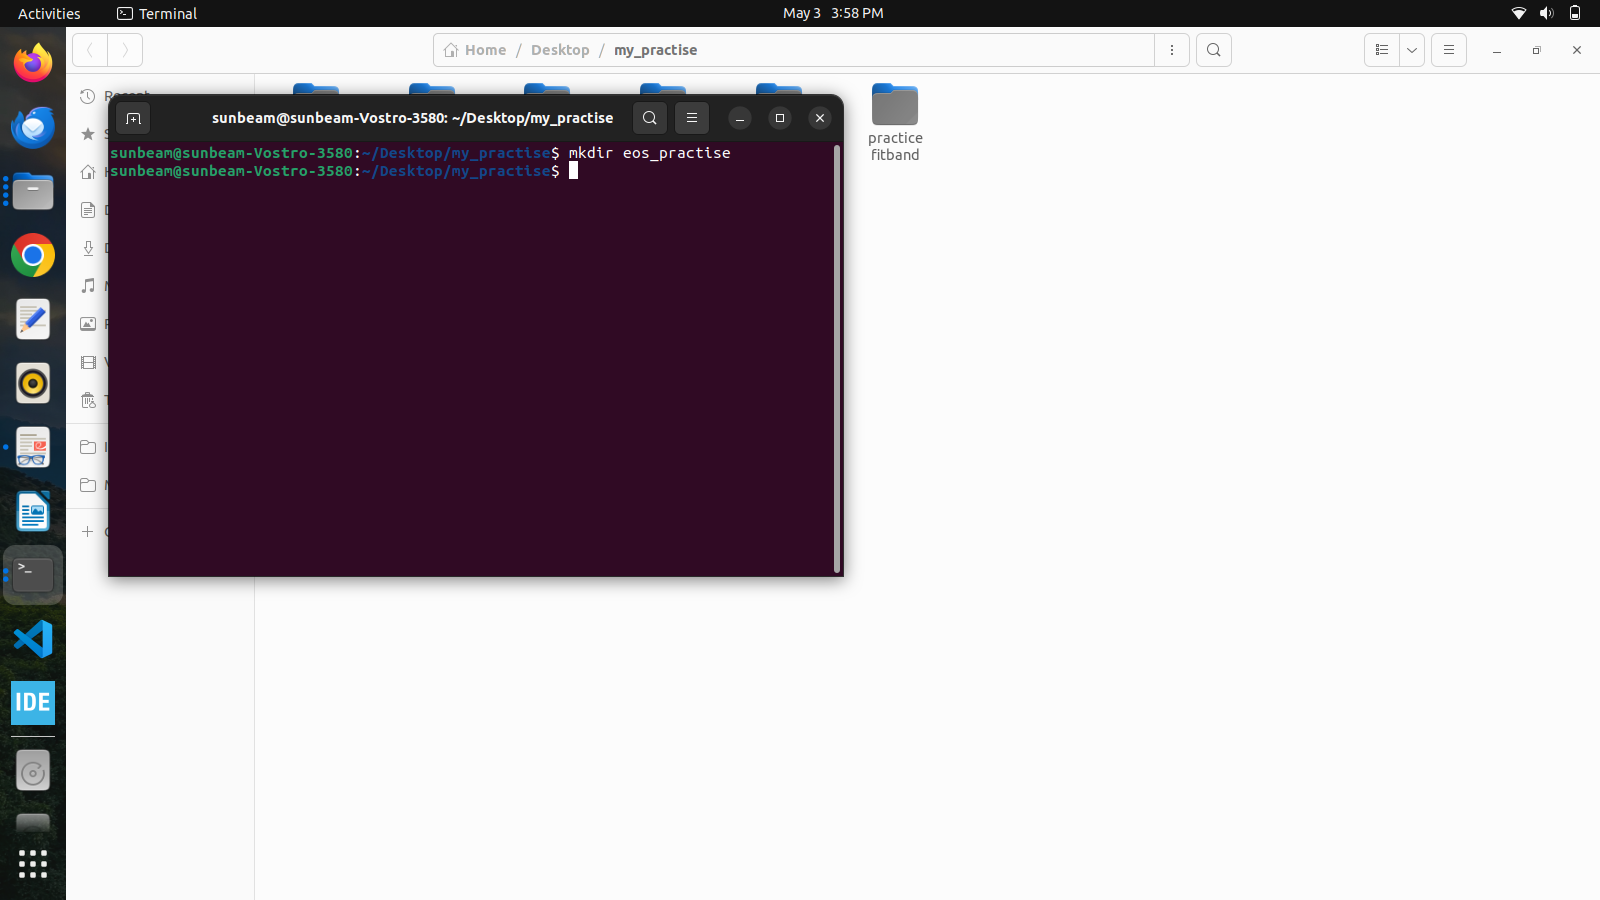 Activities
Terminal
May 3 3:58 PM
Home / Desktop / my_practise
practice
fitband
sunbeam@sunbeam-Vostro-3580: ~/Desktop/my_practise
sunbeam@sunbeam-Vostro-3580:~/Desktop/my_practise$ mkdir eos_practise
sunbeam@sunbeam-Vostro-3580:~/Desktop/my_practise$
>_
IDE